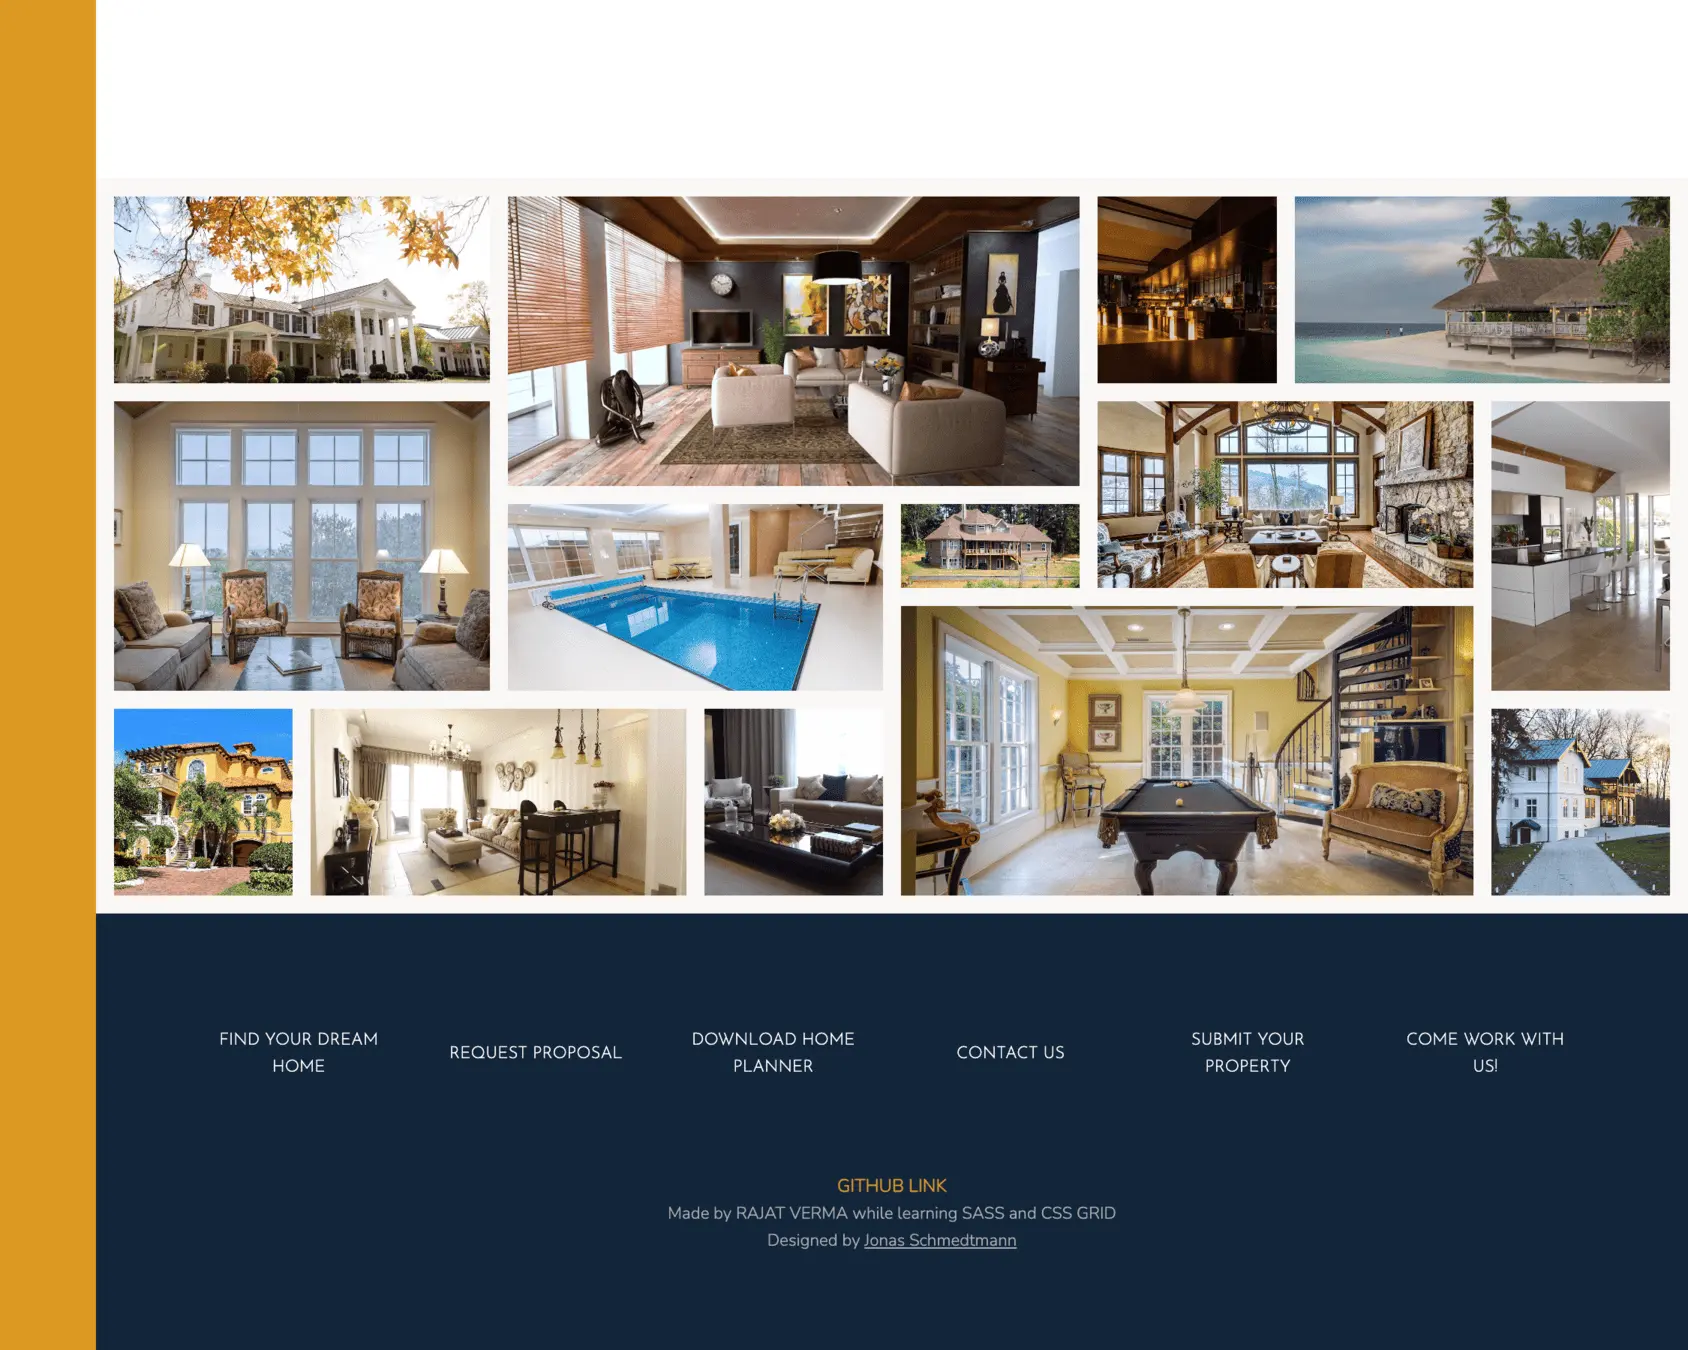 FIND YOUR DREAM
HOME
REQUEST PROPOSAL
DOWNLOAD HOME
PLANNER
CONTACT US
SUBMIT YOUR
PROPERTY
COME WORK WITH
US!
GITHUB LINK
Made by RAJAT VERMA while learning SASS and CSS GRID
Designed by Jonas Schmedtmann